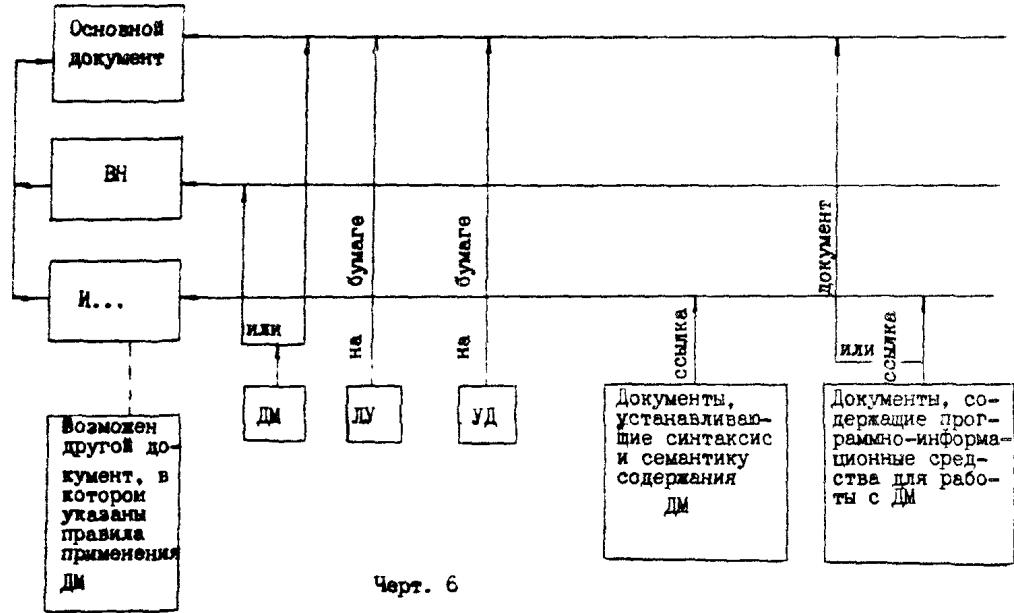 Основной
документ
ВН
И...
или
на бумаге
на бумаге
ссылка
документ
или
ссылка
ДМ
ЛУ
УД
Возможен
другой до-
кумент, в
котором
указаны
правила
применения
ДМ
Документы,
устанавливаю-
щие синтаксис
и семантику
содержания
ДМ
Документы, со-
держащие прог-
раммно-информа-
ционные сред-
ства для рабо-
ты с ДМ
Черт. 6